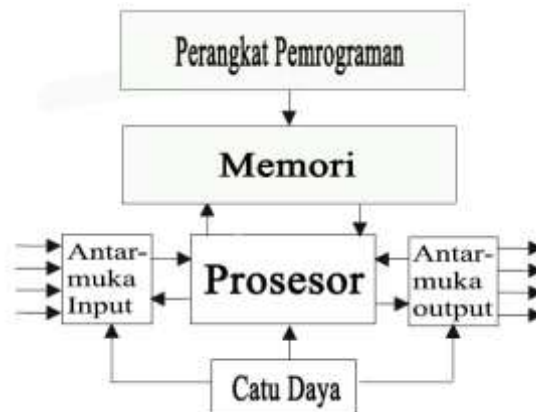 Perangkat Pemrograman
Memori
Antar-
muka
Input
Prosesor
Antar-
muka
output
Catu Daya